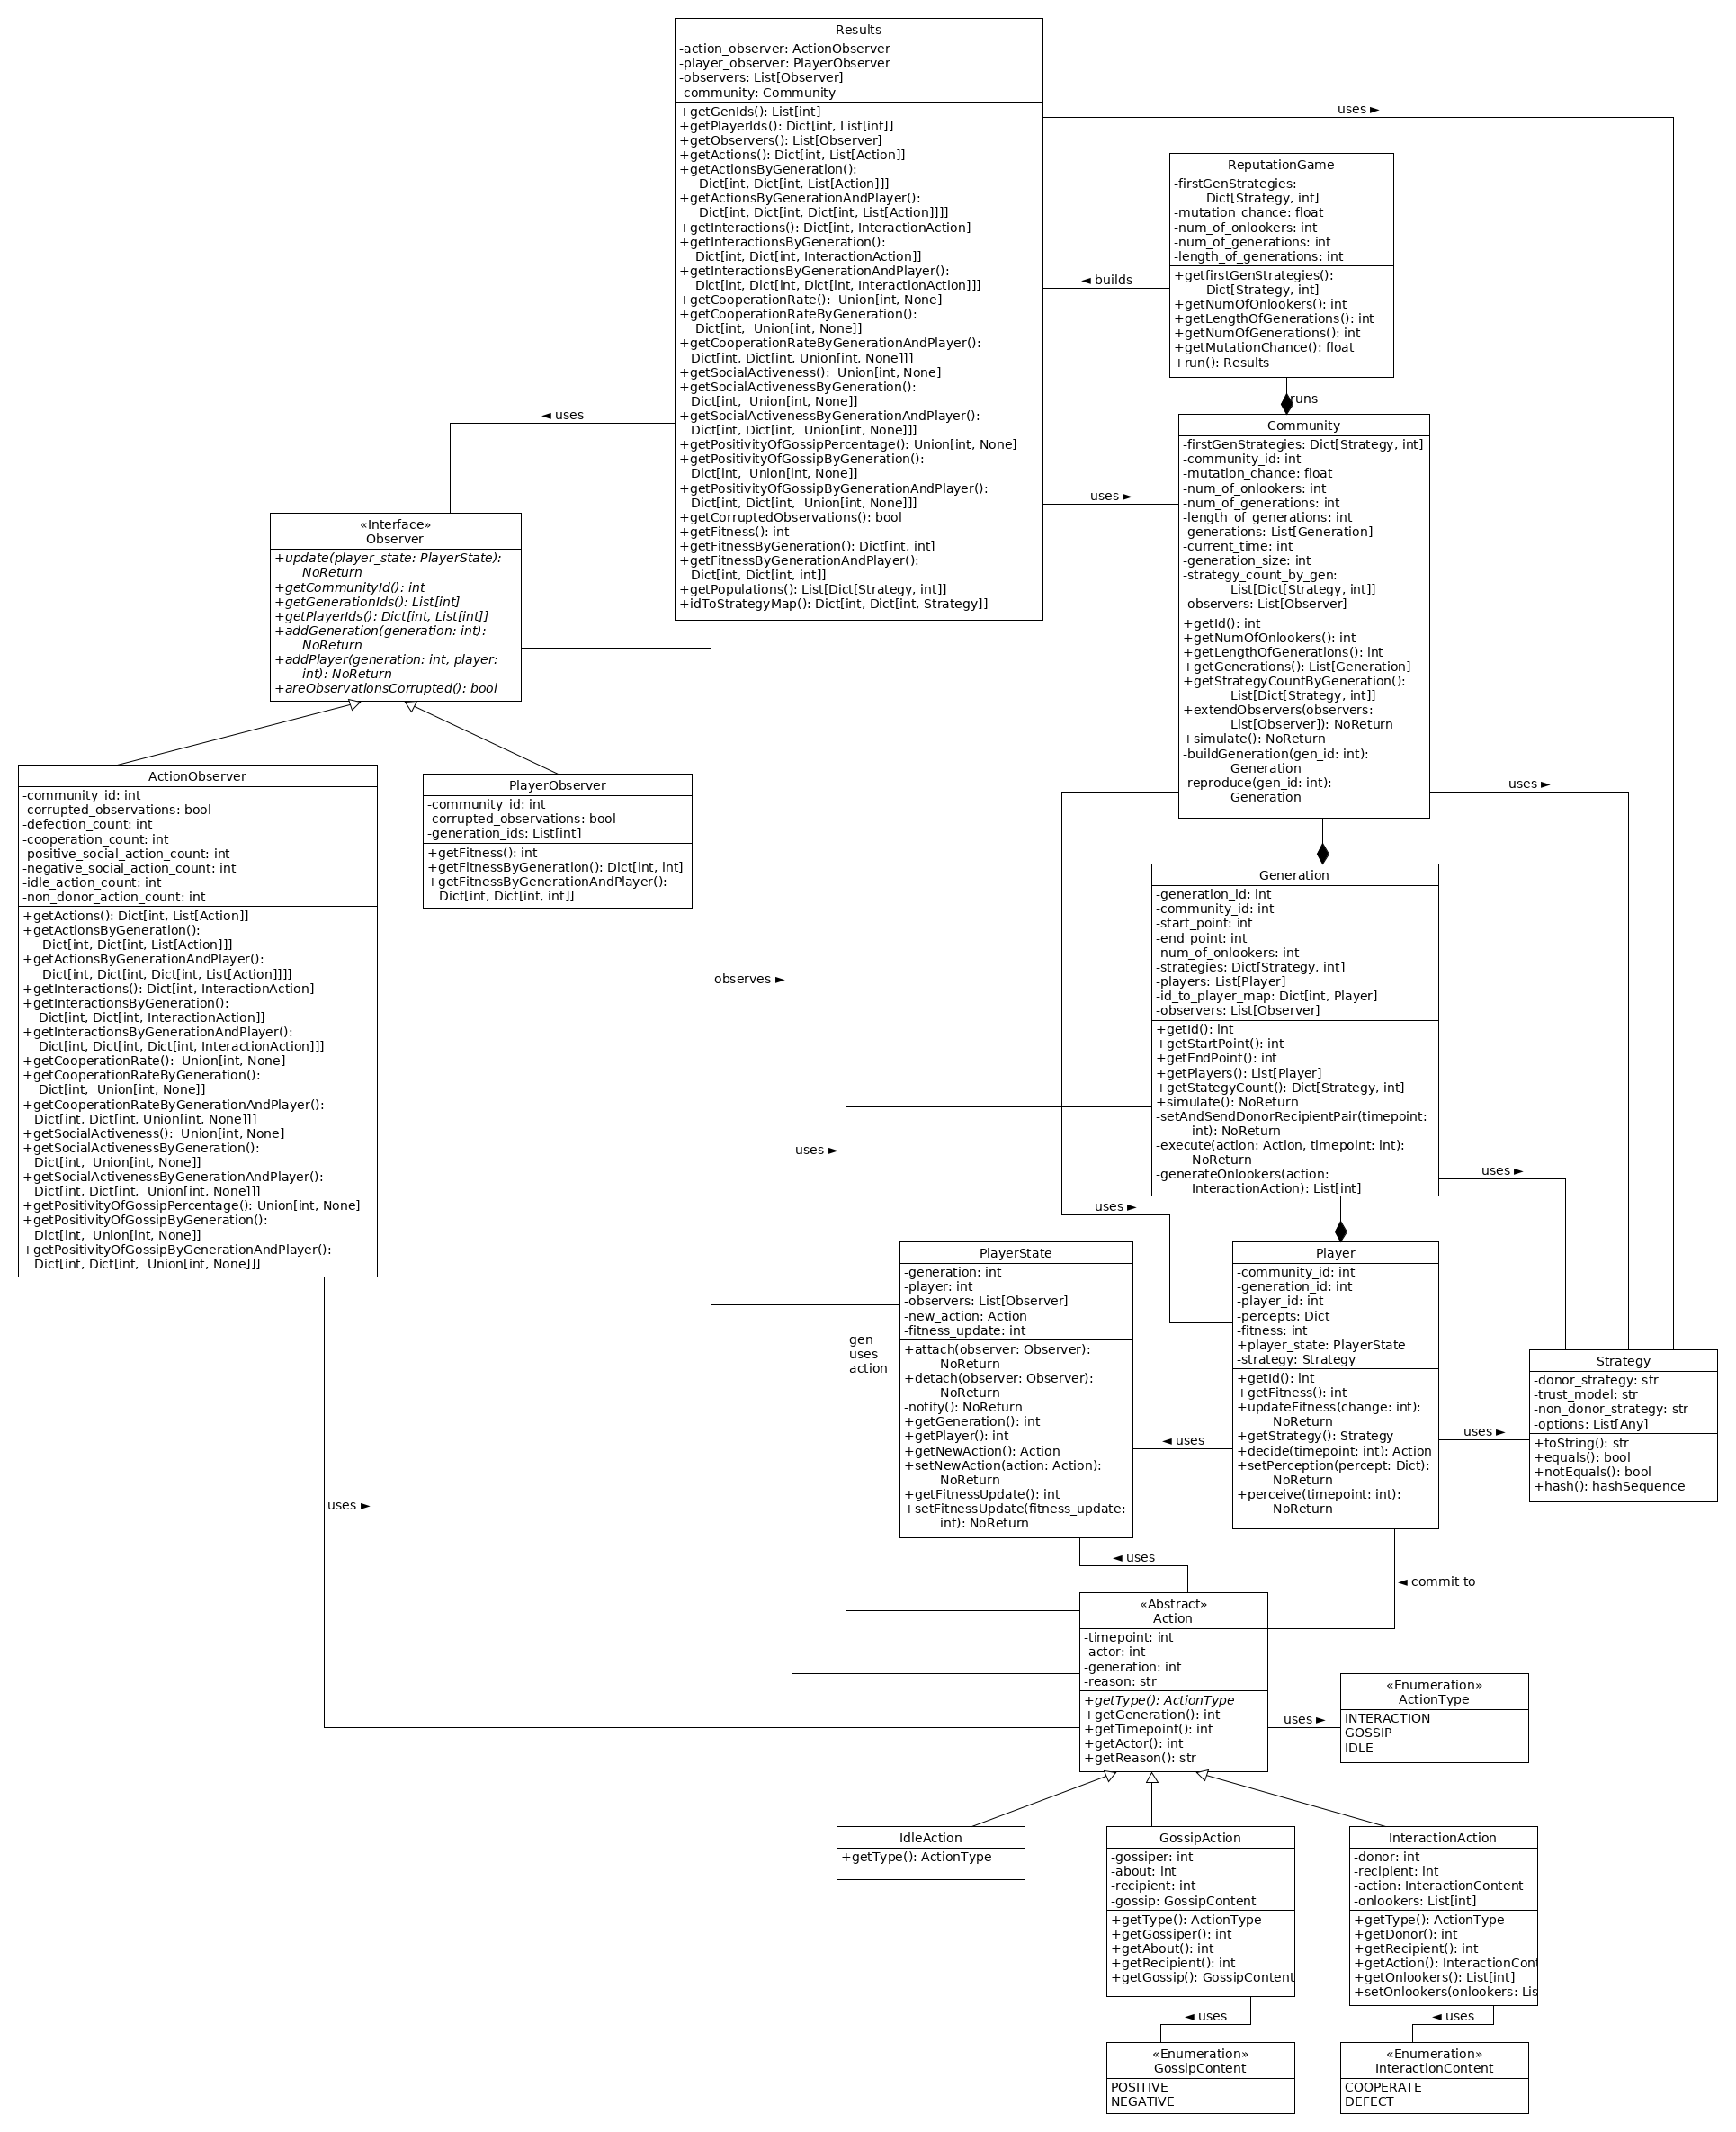 Results
-action_observer: ActionObserver
-player_observer: PlayerObserver
-observers: List[Observer]
-community: Community
+getGenIds(): List[int]
+getPlayerIds(): Dict[int, List[int]]
+getObservers(): List[Observer]
+getActions(): Dict[int, List[Action]]
+getActionsByGeneration():
Dict[int, Dict[int, List[Action]]]
+getActionsByGenerationAndPlayer():
Dict[int, Dict[int, Dict[int, List[Action]]]]
+getInteractions(): Dict[int, InteractionAction]
+getInteractionsByGeneration():
Dict[int, Dict[int, InteractionAction]]
+getInteractionsByGenerationAndPlayer():
Dict[int, Dict[int, Dict[int, InteractionAction]]]
+getCooperationRate():  Union[int, None]
+getCooperationRateByGeneration():
Dict[int,  Union[int, None]]
+getCooperationRateByGenerationAndPlayer():
Dict[int, Dict[int, Union[int, None]]]
+getSocialActiveness():  Union[int, None]
+getSocialActivenessByGeneration():
Dict[int,  Union[int, None]]
+getSocialActivenessByGenerationAndPlayer():
Dict[int, Dict[int,  Union[int, None]]]
+getPositivityOfGossipPercentage(): Union[int, None]
+getPositivityOfGossipByGeneration():
Dict[int,  Union[int, None]]
+getPositivityOfGossipByGenerationAndPlayer():
Dict[int, Dict[int,  Union[int, None]]]
+getCorruptedObservations(): bool
+getFitness(): int
+getFitnessByGeneration(): Dict[int, int]
+getFitnessByGenerationAndPlayer():
Dict[int, Dict[int, int]]
+getPopulations(): List[Dict[Strategy, int]]
+idToStrategyMap(): Dict[int, Dict[int, Strategy]]
uses ►
ReputationGame
-firstGenStrategies:
Dict[Strategy, int]
-mutation_chance: float
-num_of_onlookers: int
-num_of_generations: int
-length_of_generations: int
+getfirstGenStrategies():
Dict[Strategy, int]
+getNumOfOnlookers(): int
+getLengthOfGenerations(): int
+getNumOfGenerations(): int
+getMutationChance(): float
+run(): Results
◄ builds
runs
◄ uses
uses ►
Community
-firstGenStrategies: Dict[Strategy, int]
-community_id: int
-mutation_chance: float
-num_of_onlookers: int
-num_of_generations: int
-length_of_generations: int
-generations: List[Generation]
-current_time: int
-generation_size: int
-strategy_count_by_gen:
List[Dict[Strategy, int]]
-observers: List[Observer]
+getId(): int
+getNumOfOnlookers(): int
+getLengthOfGenerations(): int
+getGenerations(): List[Generation]
+getStrategyCountByGeneration():
List[Dict[Strategy, int]]
+extendObservers(observers:
List[Observer]): NoReturn
+simulate(): NoReturn
-buildGeneration(gen_id: int):
Generation
-reproduce(gen_id: int):
Generation
uses ►
«Interface»
Observer
+update(player_state: PlayerState):
NoReturn
+getCommunityId(): int
+getGenerationIds(): List[int]
+getPlayerIds(): Dict[int, List[int]]
+addGeneration(generation: int):
NoReturn
+addPlayer(generation: int, player:
int): NoReturn
+areObservationsCorrupted(): bool
ActionObserver
-community_id: int
-corrupted_observations: bool
-defection_count: int
-cooperation_count: int
-positive_social_action_count: int
-negative_social_action_count: int
-idle_action_count: int
-non_donor_action_count: int
+getActions(): Dict[int, List[Action]]
+getActionsByGeneration():
Dict[int, Dict[int, List[Action]]]
+getActionsByGenerationAndPlayer():
Dict[int, Dict[int, Dict[int, List[Action]]]]
+getInteractions(): Dict[int, InteractionAction]
+getInteractionsByGeneration():
Dict[int, Dict[int, InteractionAction]]
+getInteractionsByGenerationAndPlayer():
Dict[int, Dict[int, Dict[int, InteractionAction]]]
+getCooperationRate():  Union[int, None]
+getCooperationRateByGeneration():
Dict[int,  Union[int, None]]
+getCooperationRateByGenerationAndPlayer():
Dict[int, Dict[int, Union[int, None]]]
+getSocialActiveness():  Union[int, None]
+getSocialActivenessByGeneration():
Dict[int,  Union[int, None]]
+getSocialActivenessByGenerationAndPlayer():
Dict[int, Dict[int,  Union[int, None]]]
+getPositivityOfGossipPercentage(): Union[int, None]
+getPositivityOfGossipByGeneration():
Dict[int,  Union[int, None]]
+getPositivityOfGossipByGenerationAndPlayer():
Dict[int, Dict[int,  Union[int, None]]]
PlayerObserver
-community_id: int
-corrupted_observations: bool
-generation_ids: List[int]
+getFitness(): int
+getFitnessByGeneration(): Dict[int, int]
+getFitnessByGenerationAndPlayer():
Dict[int, Dict[int, int]]
observes ►
uses ►
Generation
-generation_id: int
-community_id: int
-start_point: int
-end_point: int
-num_of_onlookers: int
-strategies: Dict[Strategy, int]
-players: List[Player]
-id_to_player_map: Dict[int, Player]
-observers: List[Observer]
+getId(): int
+getStartPoint(): int
+getEndPoint(): int
+getPlayers(): List[Player]
+getStategyCount(): Dict[Strategy, int]
+simulate(): NoReturn
-setAndSendDonorRecipientPair(timepoint:
int): NoReturn
-execute(action: Action, timepoint: int):
NoReturn
-generateOnlookers(action:
InteractionAction): List[int]
uses ►
uses ►
gen
uses
action
PlayerState
-generation: int
-player: int
-observers: List[Observer]
-new_action: Action
-fitness_update: int
+attach(observer: Observer):
NoReturn
+detach(observer: Observer):
NoReturn
-notify(): NoReturn
+getGeneration(): int
+getPlayer(): int
+getNewAction(): Action
+setNewAction(action: Action):
NoReturn
+getFitnessUpdate(): int
+setFitnessUpdate(fitness_update:
int): NoReturn
◄ uses
Player
-community_id: int
-generation_id: int
-player_id: int
-percepts: Dict
-fitness: int
+player_state: PlayerState
-strategy: Strategy
+getId(): int
+getFitness(): int
+updateFitness(change: int):
NoReturn
+getStrategy(): Strategy
+decide(timepoint: int): Action
+setPerception(percept: Dict):
NoReturn
+perceive(timepoint: int):
NoReturn
uses ►
Strategy
-donor_strategy: str
-trust_model: str
-non_donor_strategy: str
-options: List[Any]
+toString(): str
+equals(): bool
+notEquals(): bool
+hash(): hashSequence
uses ►
◄ uses
◄ commit to
«Abstract»
Action
-timepoint: int
-actor: int
-generation: int
-reason: str
+getType(): ActionType
+getGeneration(): int
+getTimepoint(): int
+getActor(): int
+getReason(): str
uses ►
«Enumeration»
ActionType
INTERACTION
GOSSIP
IDLE
IdleAction
+getType(): ActionType
GossipAction
-gossiper: int
-about: int
-recipient: int
-gossip: GossipContent
+getType(): ActionType
+getGossiper(): int
+getAbout(): int
+getRecipient(): int
+getGossip(): GossipContent
InteractionAction
-donor: int
-recipient: int
-action: InteractionContent
-onlookers: List[int]
+getType(): ActionType
+getDonor(): int
+getRecipient(): int
+getAction(): InteractionCont
+getOnlookers(): List[int]
+setOnlookers(onlookers: Lis
◄ uses
◄ uses
«Enumeration»
GossipContent
POSITIVE
NEGATIVE
«Enumeration»
InteractionContent
COOPERATE
DEFECT